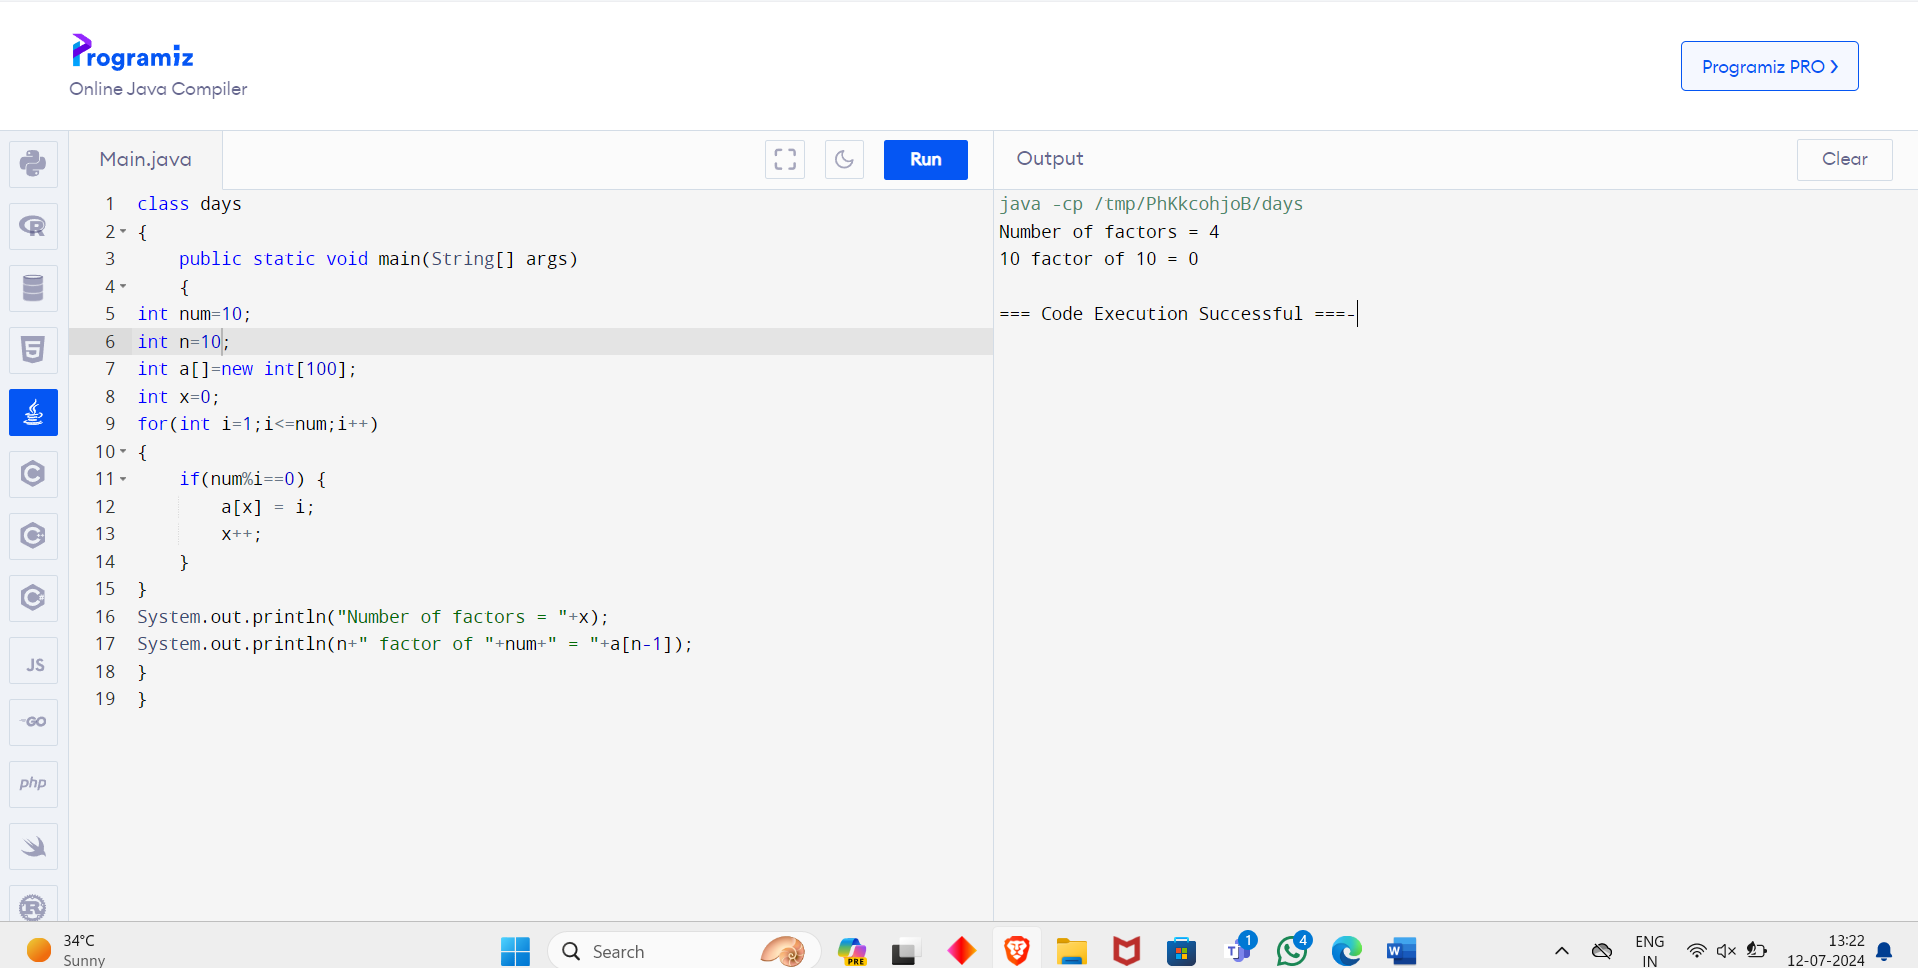 Programiz
Online Java Compiler
Programiz PRO >
Main.java
Run
Output
Clear
1 class days
2 {
3 public static void main(String[] args)
4 {
5 int num=10;
6 int n=10;
7 int a[]=new int[100];
8 int x=0;
9 for(int i=1;i<=num;i++)
10 {
11 if(num%i==0) {
12 a[x] = i;
13 x++;
14 }
15 }
16 System.out.println("Number of factors = "+x);
17 System.out.println(n+" factor of "+num+" = "+a[n-1]);
18 }
19 }
java -cp /tmp/PhKkcohjoB/days
Number of factors = 4
10 factor of 10 = 0
=== Code Execution Successful ===-
R
5
C
C
C
JS
GO
php
R
34°C
Sunny
Search
PRE
T
1
4
W
ENG
IN
13:22
12-07-2024